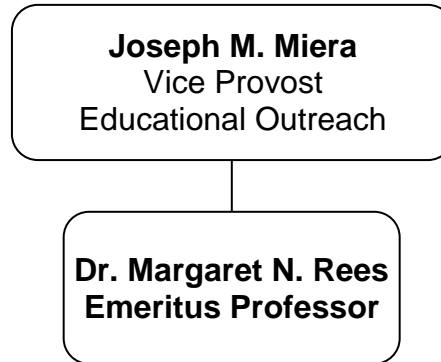 Joseph M. Miera
Vice Provost
Educational Outreach
Dr. Margaret N. Rees
Emeritus Professor